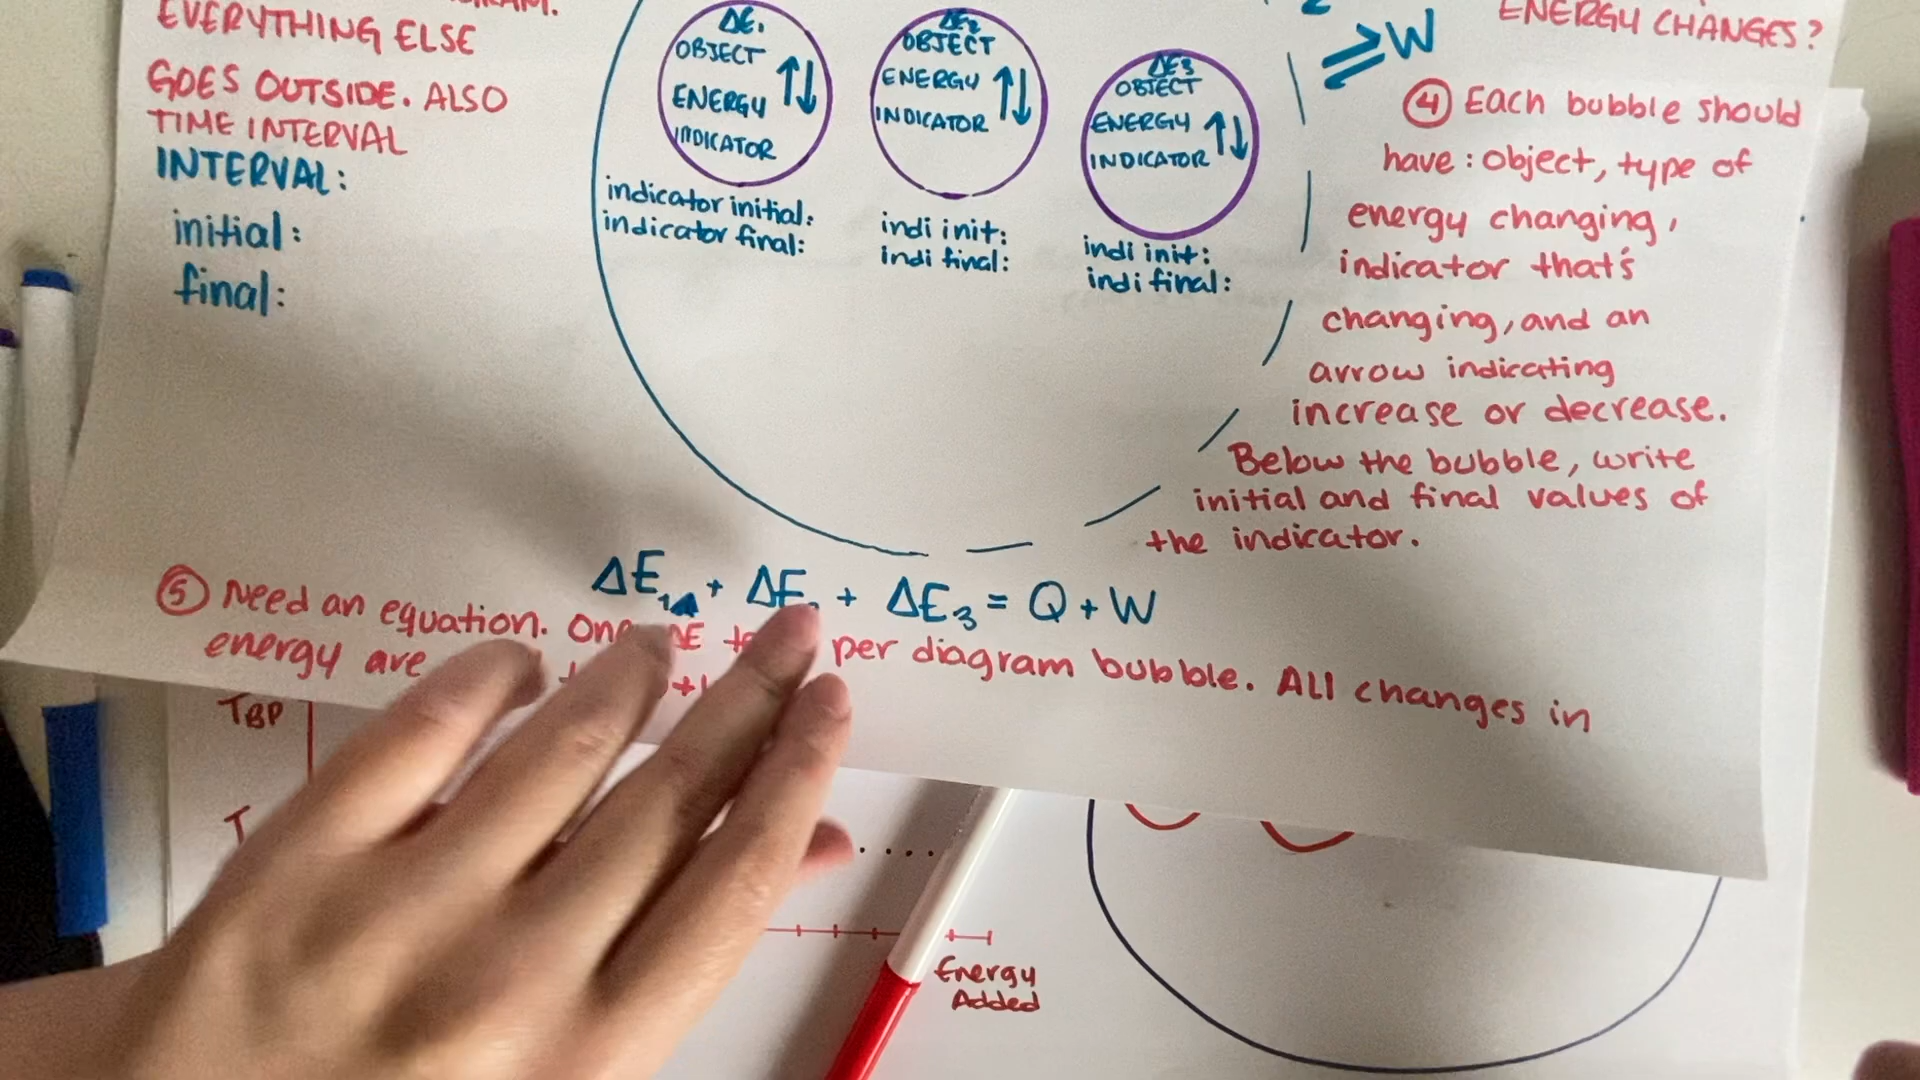 EVERYTHING ELSE
GOES OUTSIDE. ALSO
TIME INTERVAL
INTERVAL:
initial:
final:
ΔE1
OBJECT
ENERGY ↑↓
INDICATOR
indicator initial:
indicator final:
ΔE2
OBJECT
ENERGY ↑↓
INDICATOR
indi init:
indi final:
ΔE3
OBJECT
ENERGY ↑↓
INDICATOR
indi init:
indi final:
W
ENERGY CHANGES?
④ Each bubble should
have: object, type of
energy changing,
indicator that's
changing, and an
arrow indicating
increase or decrease.
Below the bubble, write
initial and final values of
the indicator.
ΔE1 + ΔE + ΔE3 = Q + W
⑤ Need an equation. One ΔE per diagram bubble. All changes in
energy are
TBP
T
Energy
Added